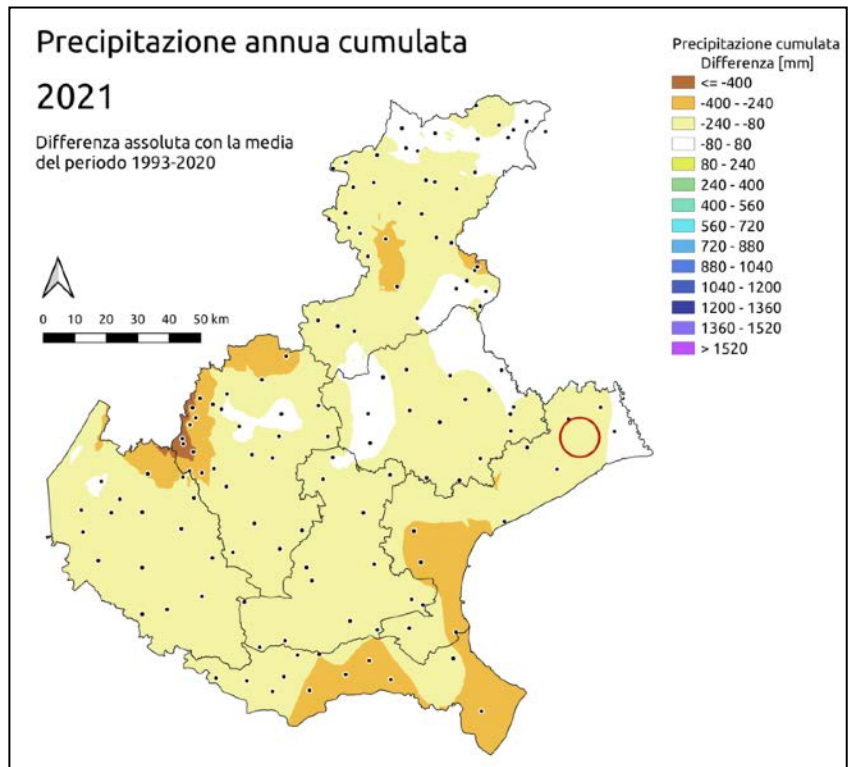 Precipitazione annua cumulata
2021
Differenza assoluta con la media
del periodo 1993-2020
0 10 20 30 40 50 km
Precipitazione cumulata
Differenza [mm]
<= -400
-400 - -240
-240 - -80
-80 - 80
80 - 240
240 - 400
400 - 560
560 - 720
720 - 880
880 - 1040
1040 - 1200
1200 - 1360
1360 - 1520
> 1520